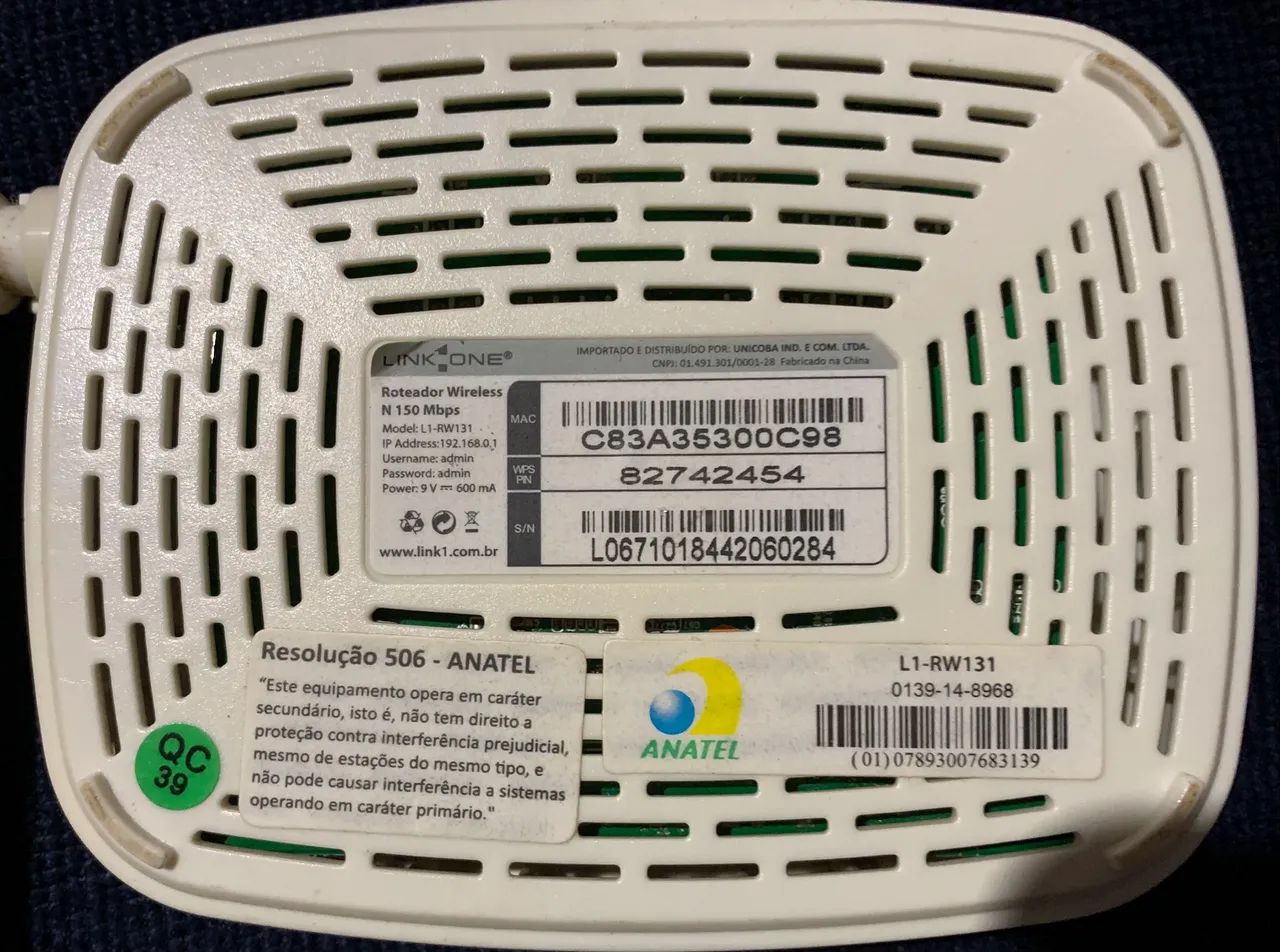 LINK ONE®
IMPORTADO E DISTRIBUÍDO POR: UNICOBA IND. E COM. LTDA.
CNPJ: 01.491.301/0001-28 Fabricado na China
Roteador Wireless
N 150 Mbps
Model: L1-RW131
IP Address:192.168.0.1
Username: admin
Password: admin
Power: 9 V ⎓ 600 mA
www.link1.com.br
MAC
C83A35300C98
WPS
PIN
82742454
S/N
L0671018442060284
Resolução 506 - ANATEL
“Este equipamento opera em caráter
secundário, isto é, não tem direito a
proteção contra interferência prejudicial,
mesmo de estações do mesmo tipo, e
não pode causar interferência a sistemas
operando em caráter primário."
ANATEL
L1-RW131
0139-14-8968
(01)07893007683139
QC
39